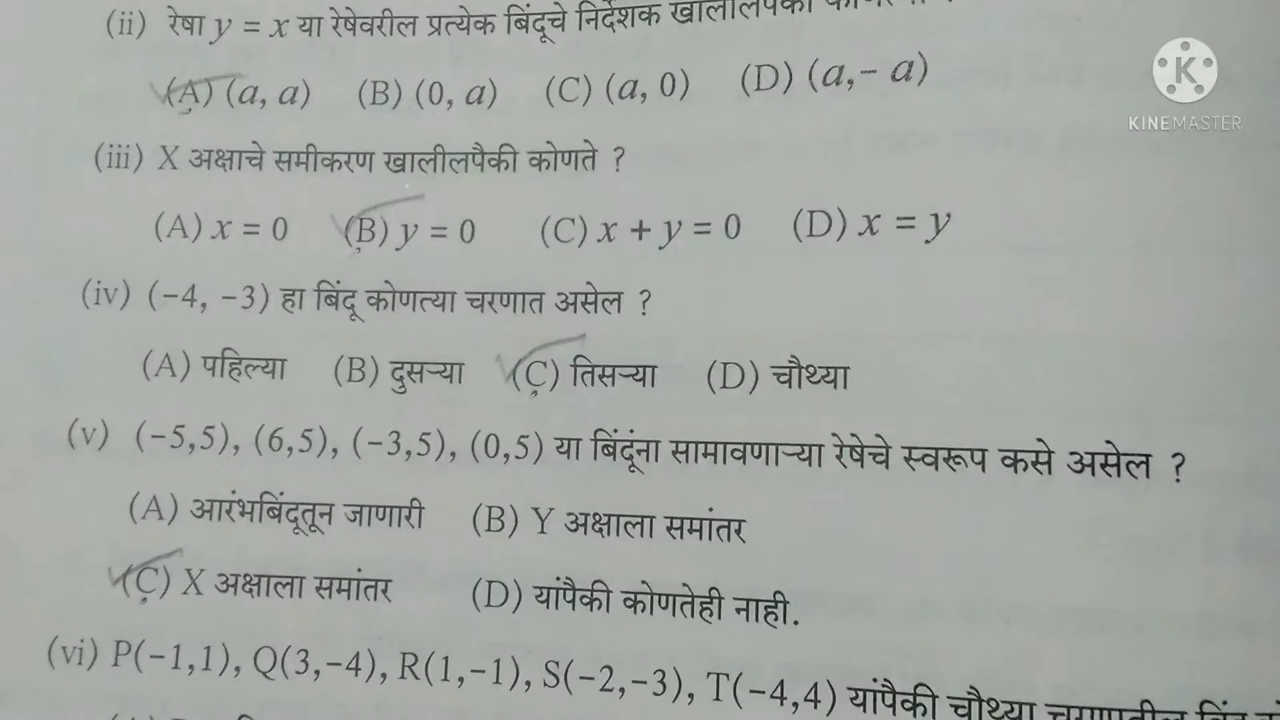 (ii) रेषा y = x या रेषेवरील प्रत्येक बिंदूचे निर्देशक खालीलपैकी
(A) (a, a) (B) (0, a) (C) (a, 0) (D) (a,- a)
KINEMASTER
(iii) X अक्षाचे समीकरण खालीलपैकी कोणते ?
(A) x = 0 (B) y = 0 (C) x + y = 0 (D) x = y
(iv) (-4, -3) हा बिंदू कोणत्या चरणात असेल ?
(A) पहिल्या (B) दुसऱ्या (C) तिसऱ्या (D) चौथ्या
(v) (-5,5), (6,5), (-3,5), (0,5) या बिंदूंना सामावणाऱ्या रेषेचे स्वरूप कसे असेल ?
(A) आरंभबिंदूतून जाणारी (B) Y अक्षाला समांतर
(C) X अक्षाला समांतर (D) यांपैकी कोणतेही नाही.
(vi) P(-1,1), Q(3,-4), R(1,-1), S(-2,-3), T(-4,4) यांपैकी चौथ्या